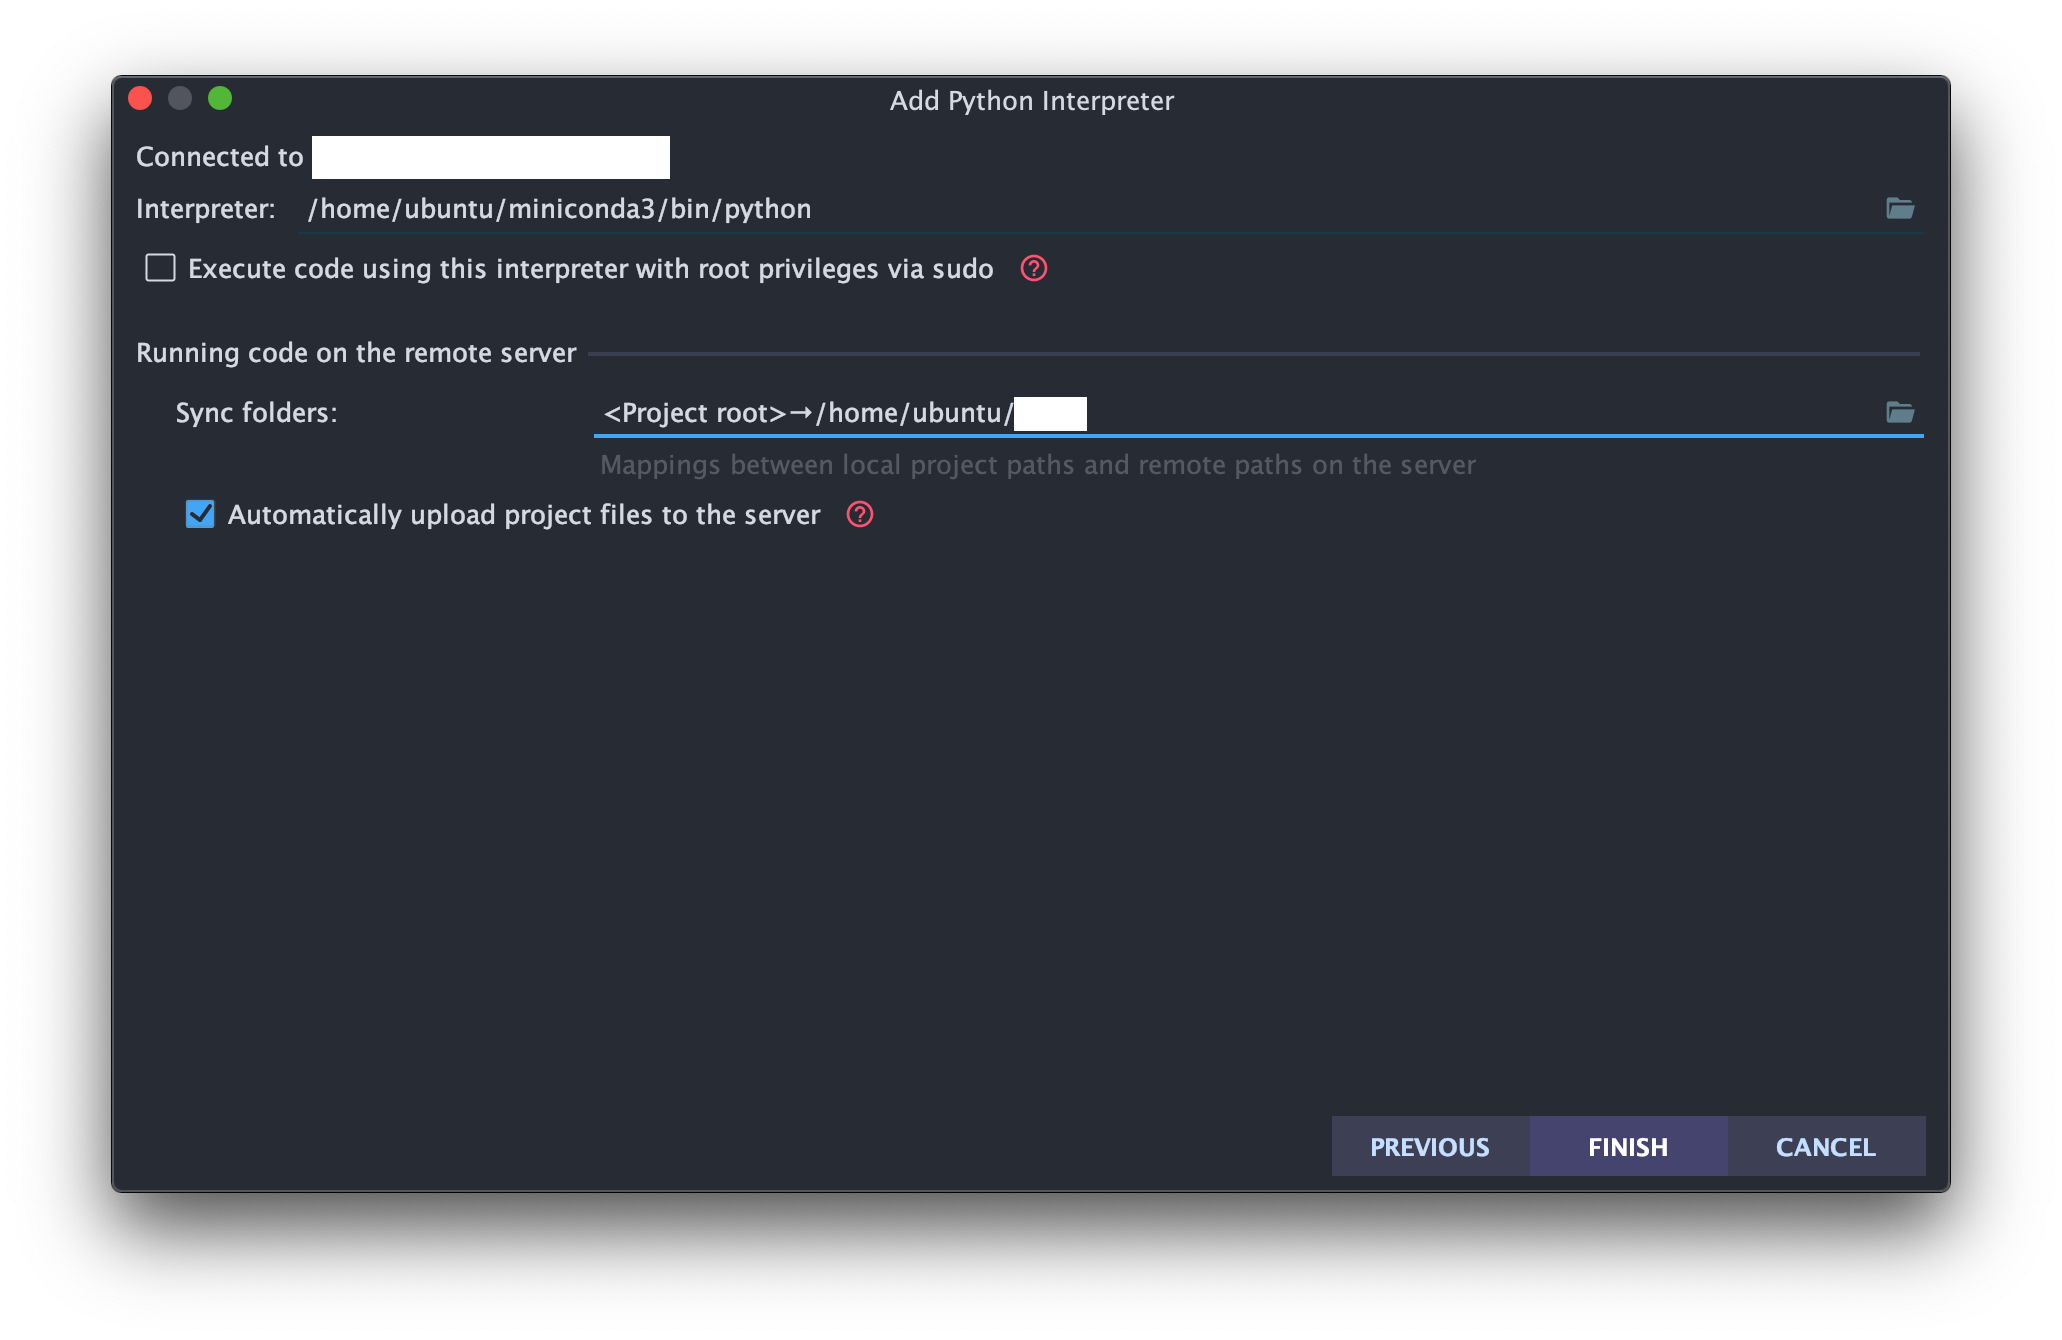 Add Python Interpreter
Connected to
Interpreter: /home/ubuntu/miniconda3/bin/python
Execute code using this interpreter with root privileges via sudo ?
Running code on the remote server
Sync folders: <Project root>→/home/ubuntu/
Mappings between local project paths and remote paths on the server
Automatically upload project files to the server ?
PREVIOUS FINISH CANCEL